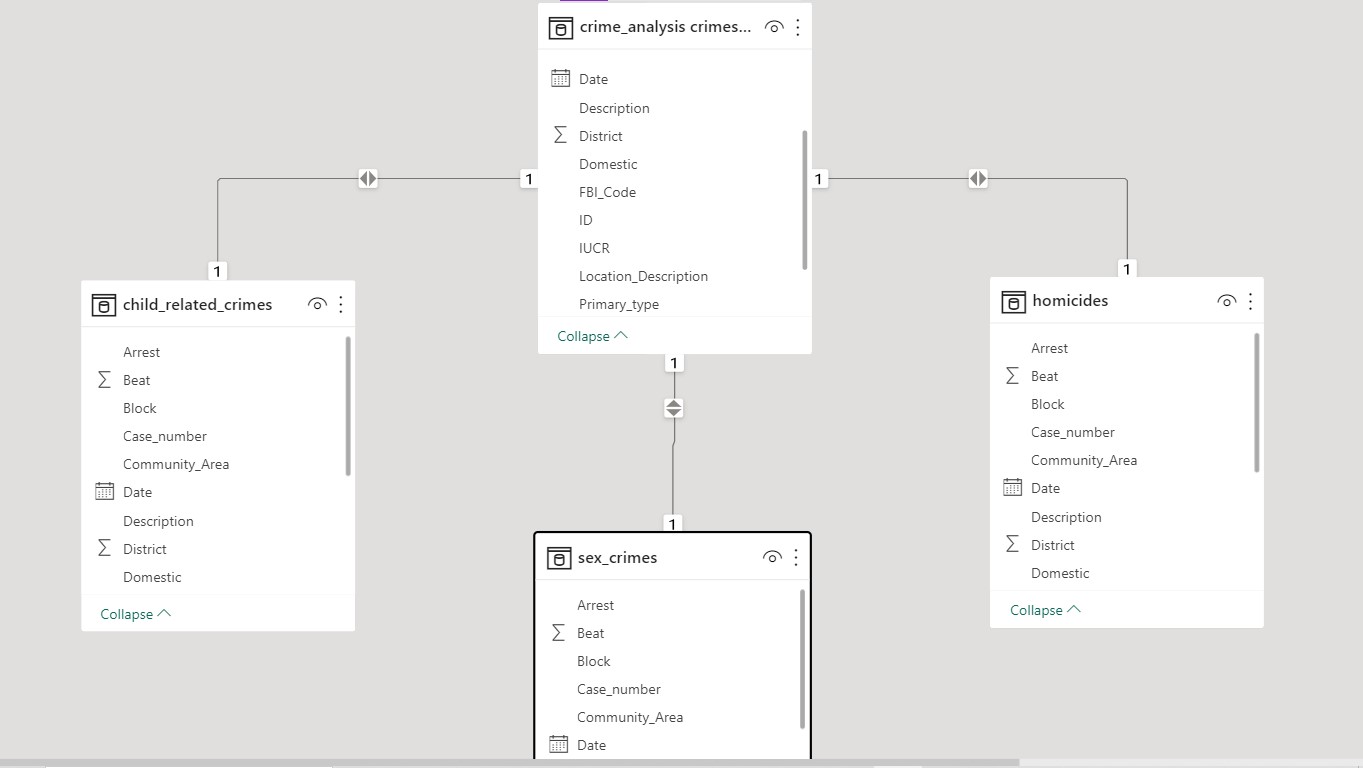 crime_analysis crimes...
Date
Description
District
Domestic
FBI_Code
ID
IUCR
Location_Description
Primary_type
Collapse
1
1
1
1
1
1
child_related_crimes
Arrest
Beat
Block
Case_number
Community_Area
Date
Description
District
Domestic
Collapse
homicides
Arrest
Beat
Block
Case_number
Community_Area
Date
Description
District
Domestic
Collapse
sex_crimes
Arrest
Beat
Block
Case_number
Community_Area
Date